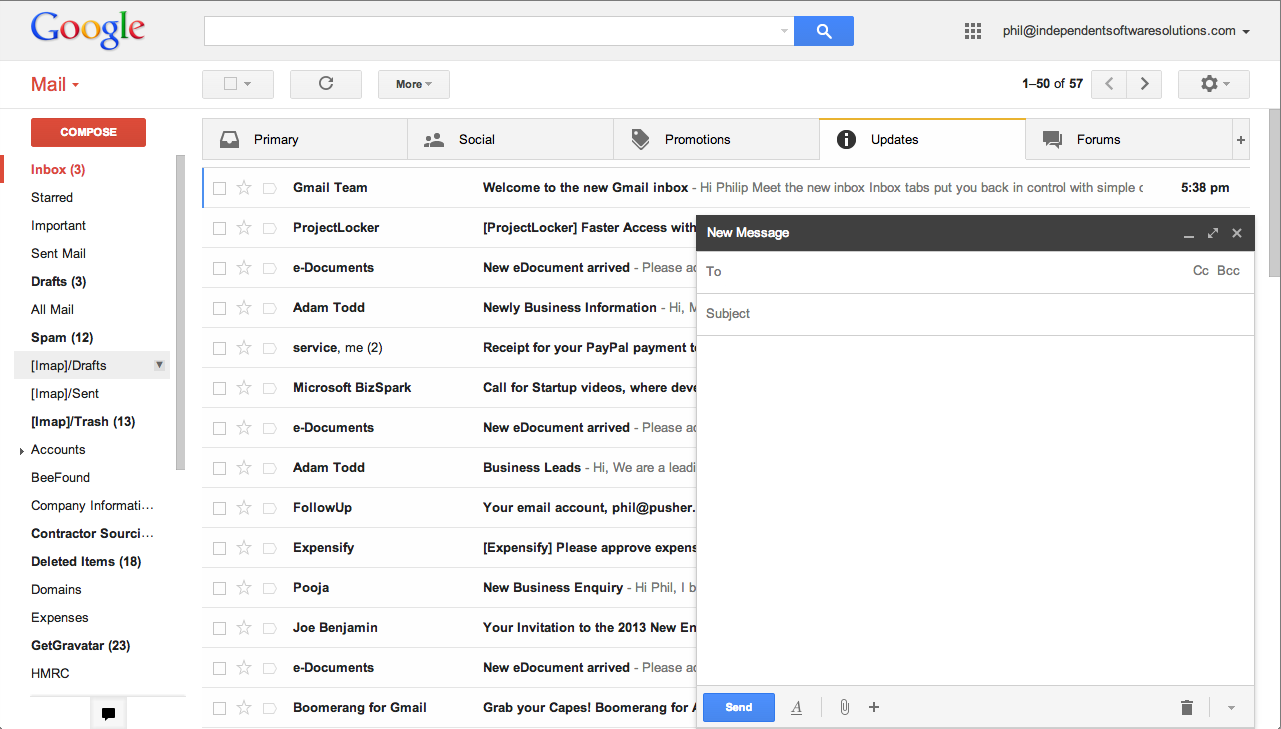 Google
phil@independentsoftwaresolutions.com
Mail
More
1–50 of 57
COMPOSE
Inbox (3)
Starred
Important
Sent Mail
Drafts (3)
All Mail
Spam (12)
[Imap]/Drafts
[Imap]/Sent
[Imap]/Trash (13)
Accounts
BeeFound
Company Informati...
Contractor Sourci...
Deleted Items (18)
Domains
Expenses
GetGravatar (23)
HMRC
Primary Social Promotions Updates Forums +
Gmail Team Welcome to the new Gmail inbox - Hi Philip Meet the new inbox Inbox tabs put you back in control with simple 5:38 pm
ProjectLocker [ProjectLocker] Faster Access with
e-Documents New eDocument arrived - Please
Adam Todd Newly Business Information - Hi,
service, me (2) Receipt for your PayPal payment
Microsoft BizSpark Call for Startup videos, where
e-Documents New eDocument arrived - Please
Adam Todd Business Leads - Hi, We are a
FollowUp Your email account, phil@pusher.
Expensify [Expensify] Please approve
Pooja New Business Enquiry - Hi Phil, I
Joe Benjamin Your Invitation to the 2013 New
e-Documents New eDocument arrived - Please
Boomerang for Gmail Grab your Capes! Boomerang for
New Message
To Cc Bcc
Subject
Send A +